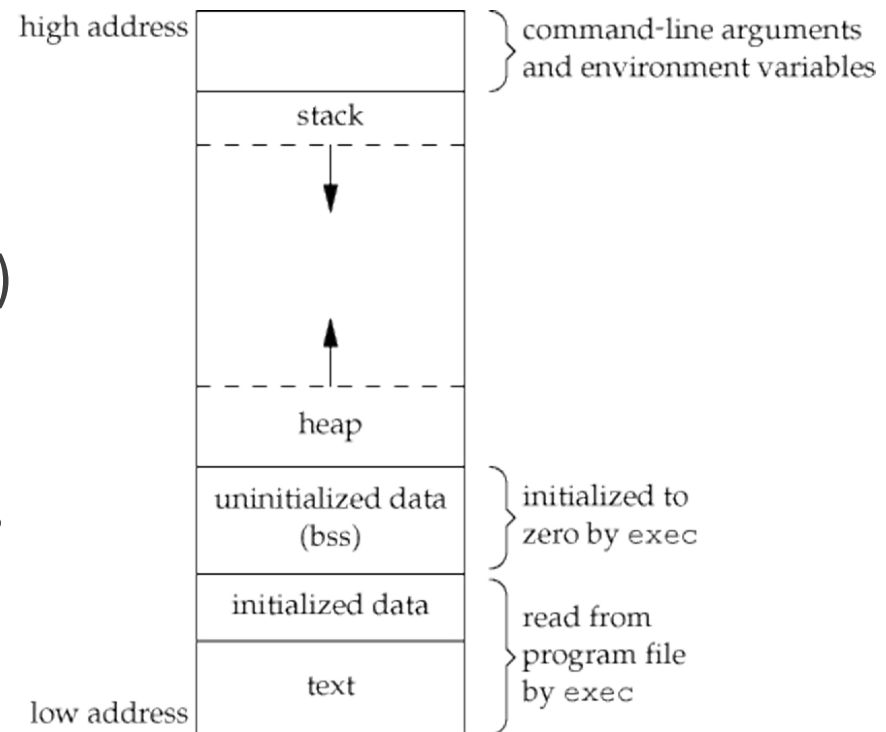 high address
command-line arguments
and environment variables
stack
)
heap
uninitialized data
(bss)
initialized to
zero by exec
initialized data
read from
program file
by exec
text
low address